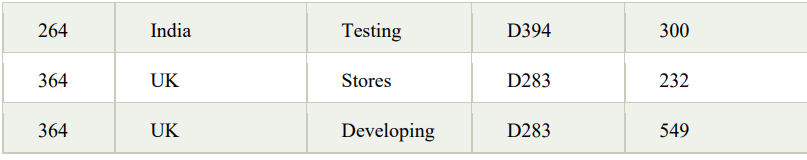 264 India Testing D394 300
364 UK Stores D283 232
364 UK Developing D283 549